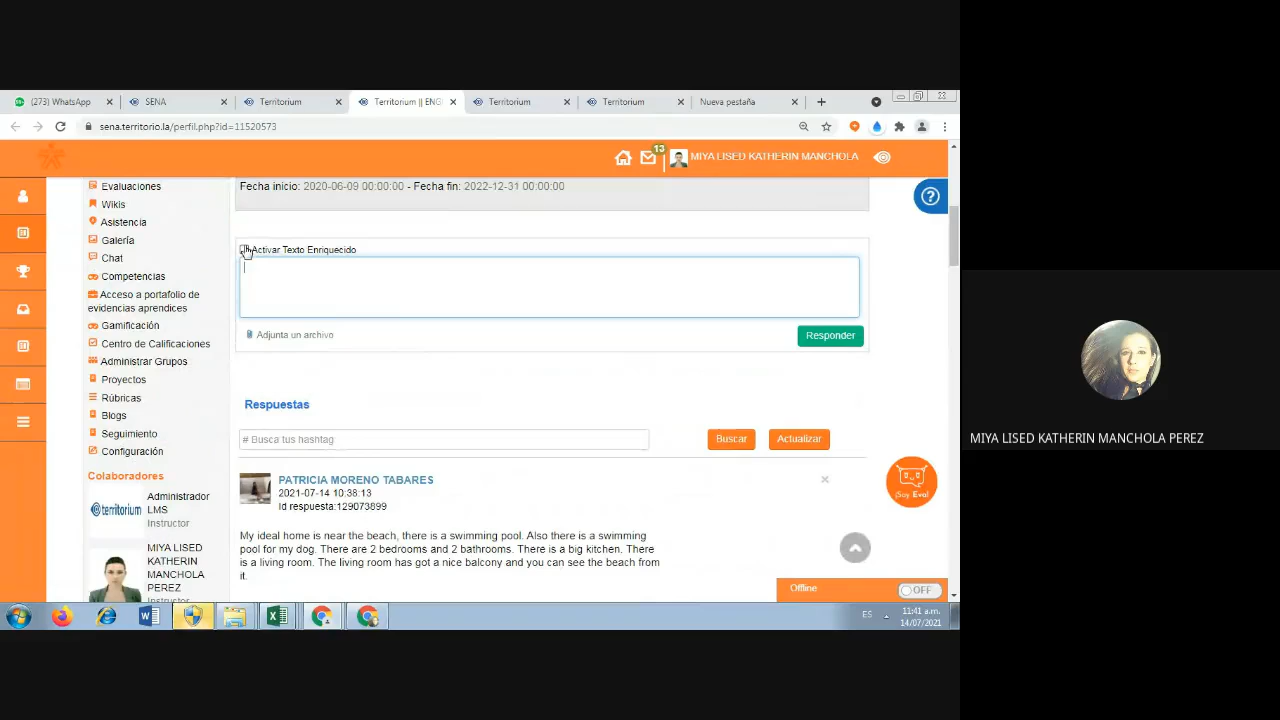 (273) WhatsApp
SENA
Territorium
Territorium || ENG
Territorium
Territorium
Nueva pestaña
sena.territorio.la/perfil.php?id=11520573
13
MIYA LISED KATHERIN MANCHOLA
Evaluaciones
Wikis
Asistencia
Galería
Chat
Competencias
Acceso a portafolio de
evidencias aprendices
Gamificación
Centro de Calificaciones
Administrar Grupos
Proyectos
Rúbricas
Blogs
Seguimiento
Configuración
Colaboradores
territorium
Administrador
LMS
Instructor
MIYA LISED
KATHERIN
MANCHOLA
PEREZ
Instructor
Fecha inicio: 2020-06-09 00:00:00 - Fecha fin: 2022-12-31 00:00:00
Activar Texto Enriquecido
Adjunta un archivo
Responder
Respuestas
# Busca tus hashtag
Buscar
Actualizar
PATRICIA MORENO TABARES
2021-07-14 10:38:13
Id respuesta:129073899
My ideal home is near the beach, there is a swimming pool. Also there is a swimming
pool for my dog. There are 2 bedrooms and 2 bathrooms. There is a big kitchen. There
is a living room. The living room has got a nice balcony and you can see the beach from
it.
¡Soy Eva!
Offline
OFF
ES
11:41 a.m.
14/07/2021
MIYA LISED KATHERIN MANCHOLA PEREZ